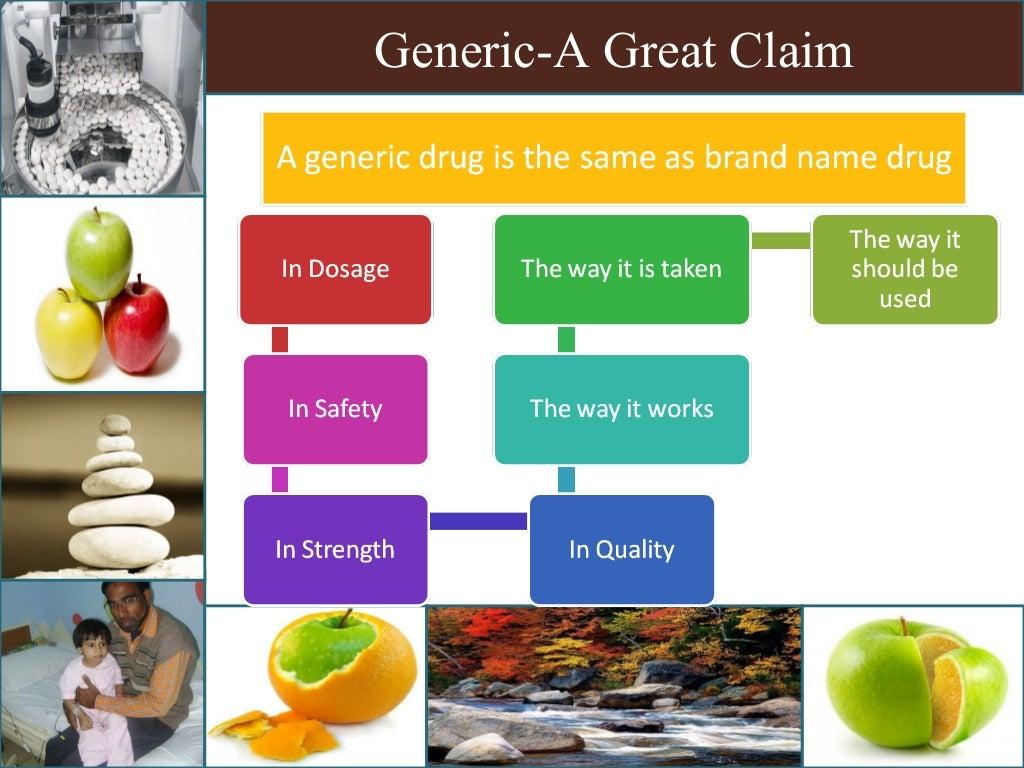 Generic-A Great Claim
A generic drug is the same as brand name drug
In Dosage
In Safety
In Strength
In Quality
The way it works
The way it is taken
The way it
should be
used